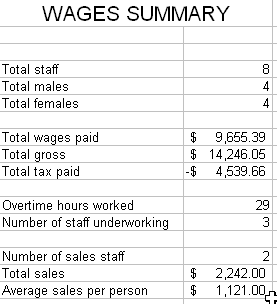 WAGES SUMMARY
Total staff 8
Total males 4
Total females 4
Total wages paid $ 9,655.39
Total gross $ 14,246.05
Total tax paid -$ 4,539.66
Overtime hours worked 29
Number of staff underworking 3
Number of sales staff 2
Total sales $ 2,242.00
Average sales per person $ 1,121.00